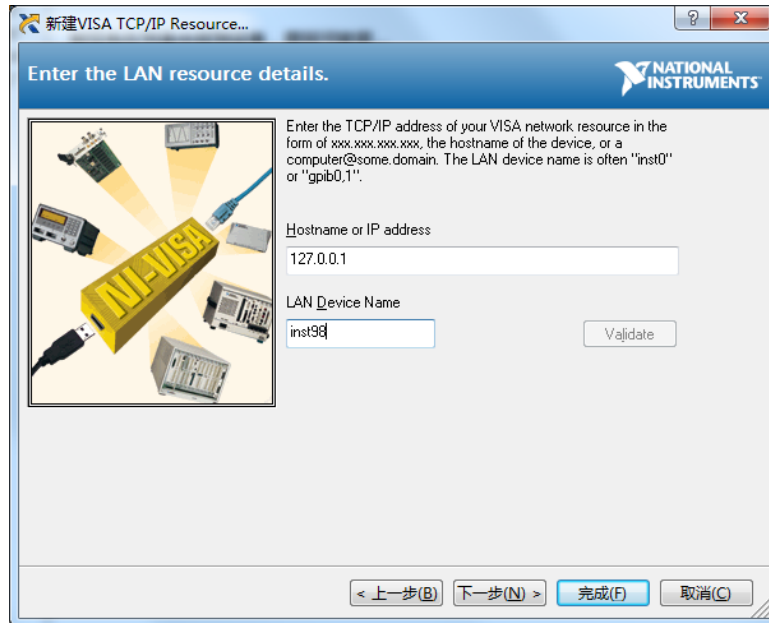 新建VISA TCP/IP Resource...
Enter the LAN resource details.
NATIONAL
INSTRUMENTS
Enter the TCP/IP address of your VISA network resource in the
form of xxx.xxx.xxx.xxx, the hostname of the device, or a
computer@some.domain. The LAN device name is often "inst0"
or "gpib0,1".
Hostname or IP address
127.0.0.1
LAN Device Name
inst98
Validate
NI-VISA
< 上一步(B)
下一步(N) >
完成(F)
取消(C)